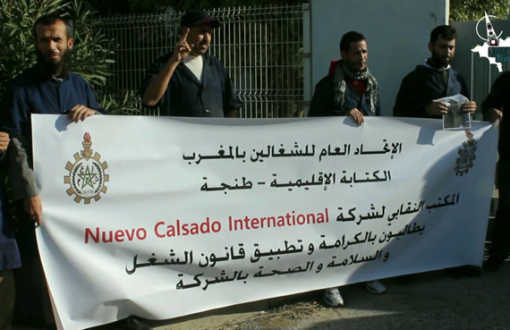 الإتحاد العام للشغالين بالمغرب
الكتابة الإقليمية - طنجة
المكتب النقابي لشركة Nuevo Calsado International
يطالبون بالكرامة و تطبيق قانون الشغل
و السلامة و الصحة بالشركة